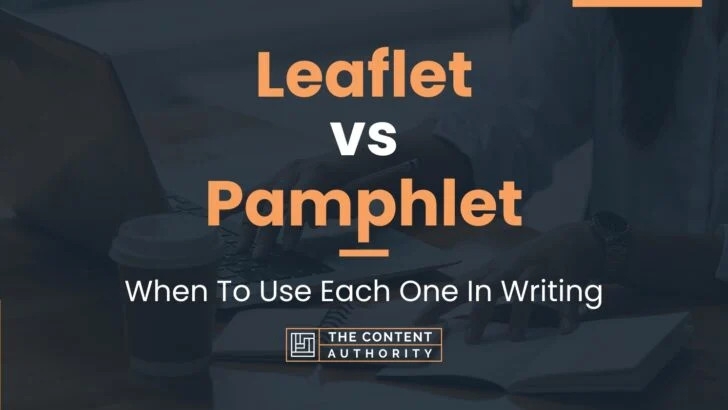 Leaflet
vs
Pamphlet
When To Use Each One In Writing
THE CONTENT
AUTHORITY